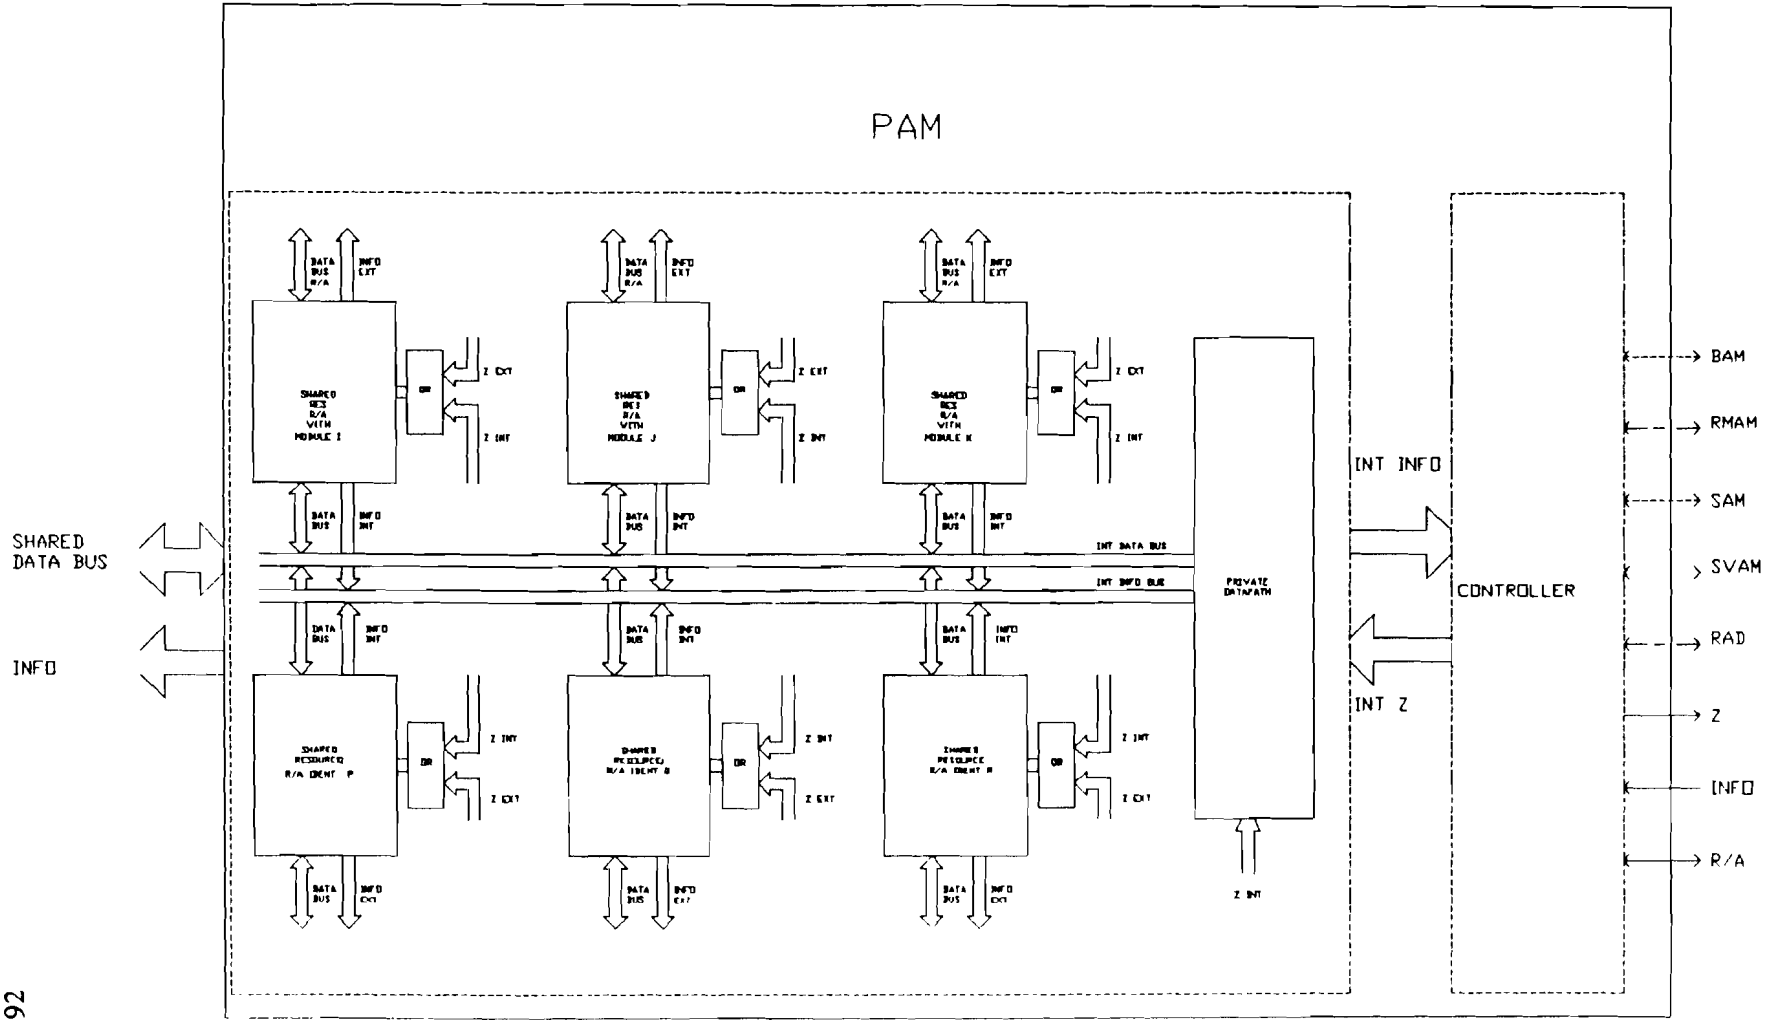 PAM
DATA
BUS
R/A
INFO
EXT
DATA
BUS
R/A
INFO
EXT
DATA
BUS
R/A
INFO
EXT
SHARED
RES
R/A
WITH
MODULE I
OR
Z EXT
Z INT
SHARED
RES
R/A
WITH
MODULE J
OR
Z EXT
Z INT
SHARED
RES
R/A
WITH
MODULE K
OR
Z EXT
Z INT
DATA
BUS
INFO
INT
DATA
BUS
INFO
INT
DATA
BUS
INFO
INT
INT DATA BUS
INT INFO BUS
DATA
BUS
INFO
INT
DATA
BUS
INFO
INT
DATA
BUS
INFO
INT
SHARED
RESOURCE
R/A IDENT P
OR
Z INT
Z EXT
SHARED
RESOURCE
R/A IDENT
OR
Z INT
Z EXT
SHARED
RESOURCE
R/A IDENT R
OR
Z INT
Z EXT
DATA
BUS
INFO
EXT
DATA
BUS
INFO
EXT
DATA
BUS
INFO
EXT
PRIVATE
DATAPATH
Z INT
SHARED
DATA BUS
INFO
INT INFO
INT Z
CONTROLLER
BAM
RMAM
SAM
SVAM
RAD
Z
INFO
R/A
92